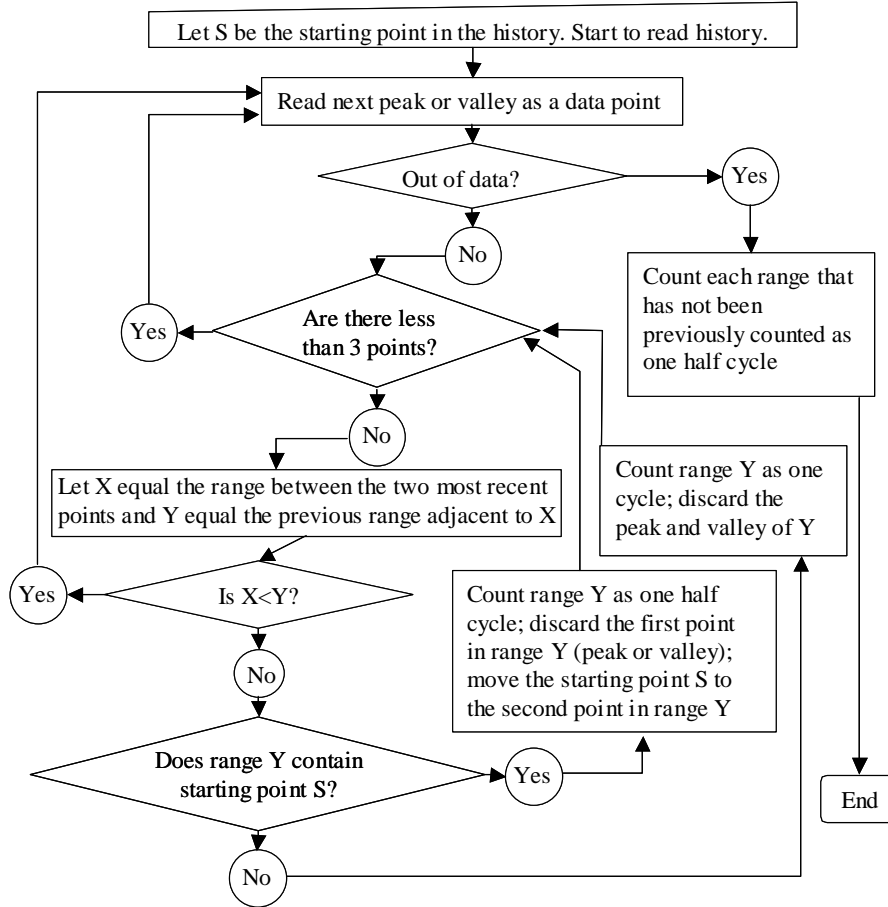 Let S be the starting point in the history. Start to read history.
Read next peak or valley as a data point
Out of data?
Yes
No
Count each range that
has not been
previously counted as
one half cycle
Are there less
than 3 points?
Yes
No
Let X equal the range between the two most recent
points and Y equal the previous range adjacent to X
Count range Y as one
cycle; discard the
peak and valley of Y
Is X<Y?
Yes
No
Count range Y as one half
cycle; discard the first point
in range Y (peak or valley);
move the starting point S to
the second point in range Y
Does range Y contain
starting point S?
Yes
No
End